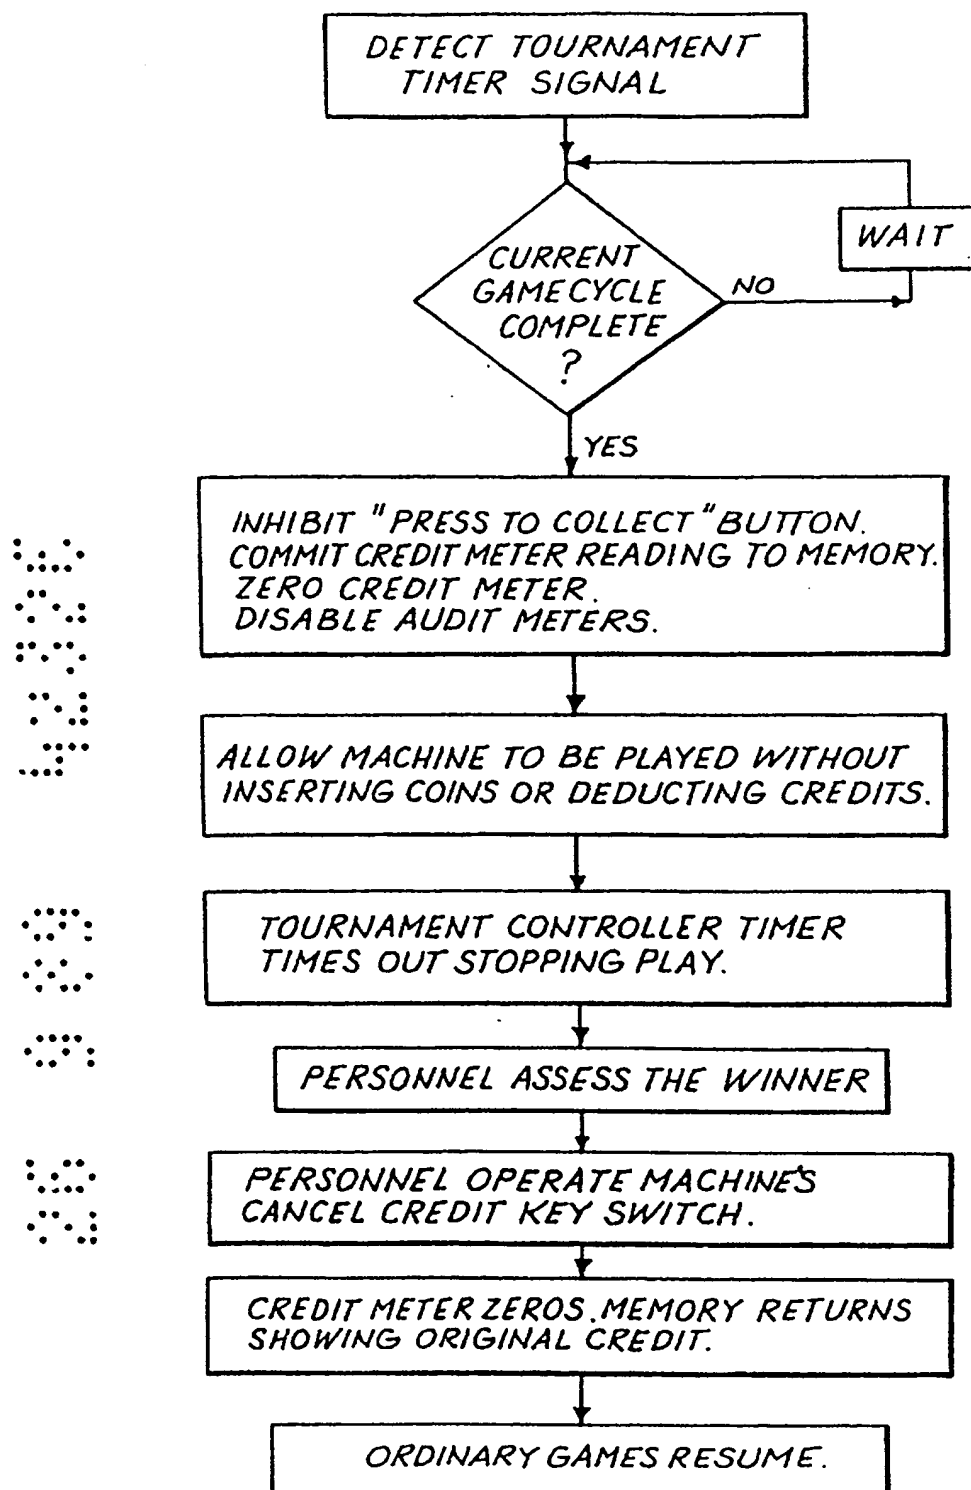 DETECT TOURNAMENT
TIMER SIGNAL
WAIT
CURRENT
GAME CYCLE
COMPLETE
?
NO
YES
INHIBIT "PRESS TO COLLECT" BUTTON.
COMMIT CREDIT METER READING TO MEMORY.
ZERO CREDIT METER.
DISABLE AUDIT METERS.
ALLOW MACHINE TO BE PLAYED WITHOUT
INSERTING COINS OR DEDUCTING CREDITS.
TOURNAMENT CONTROLLER TIMER
TIMES OUT STOPPING PLAY.
PERSONNEL ASSESS THE WINNER
PERSONNEL OPERATE MACHINE'S
CANCEL CREDIT KEY SWITCH.
CREDIT METER ZEROS. MEMORY RETURNS
SHOWING ORIGINAL CREDIT.
ORDINARY GAMES RESUME.